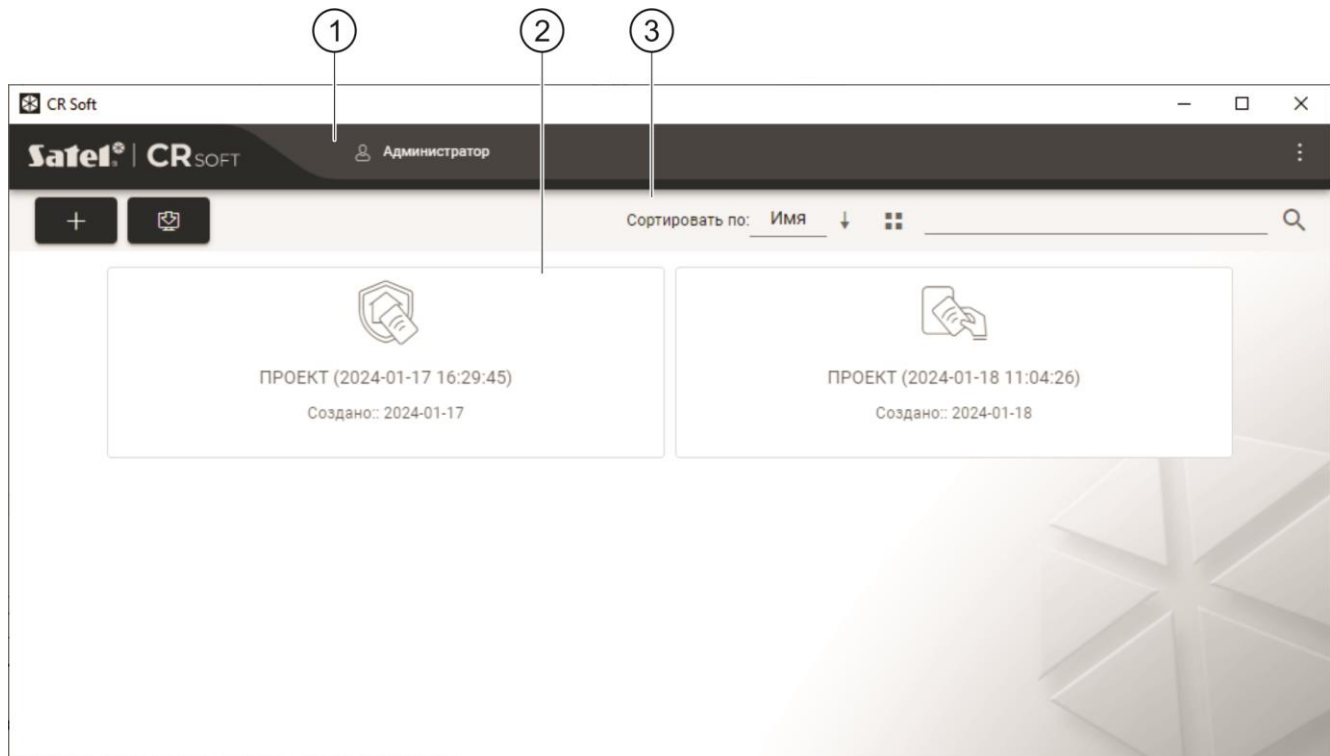 1 2 3
CR Soft
Satel® | CR SOFT Администратор
Сортировать по: Имя
ПРОЕКТ (2024-01-17 16:29:45) ПРОЕКТ (2024-01-18 11:04:26)
Создано:: 2024-01-17 Создано:: 2024-01-18